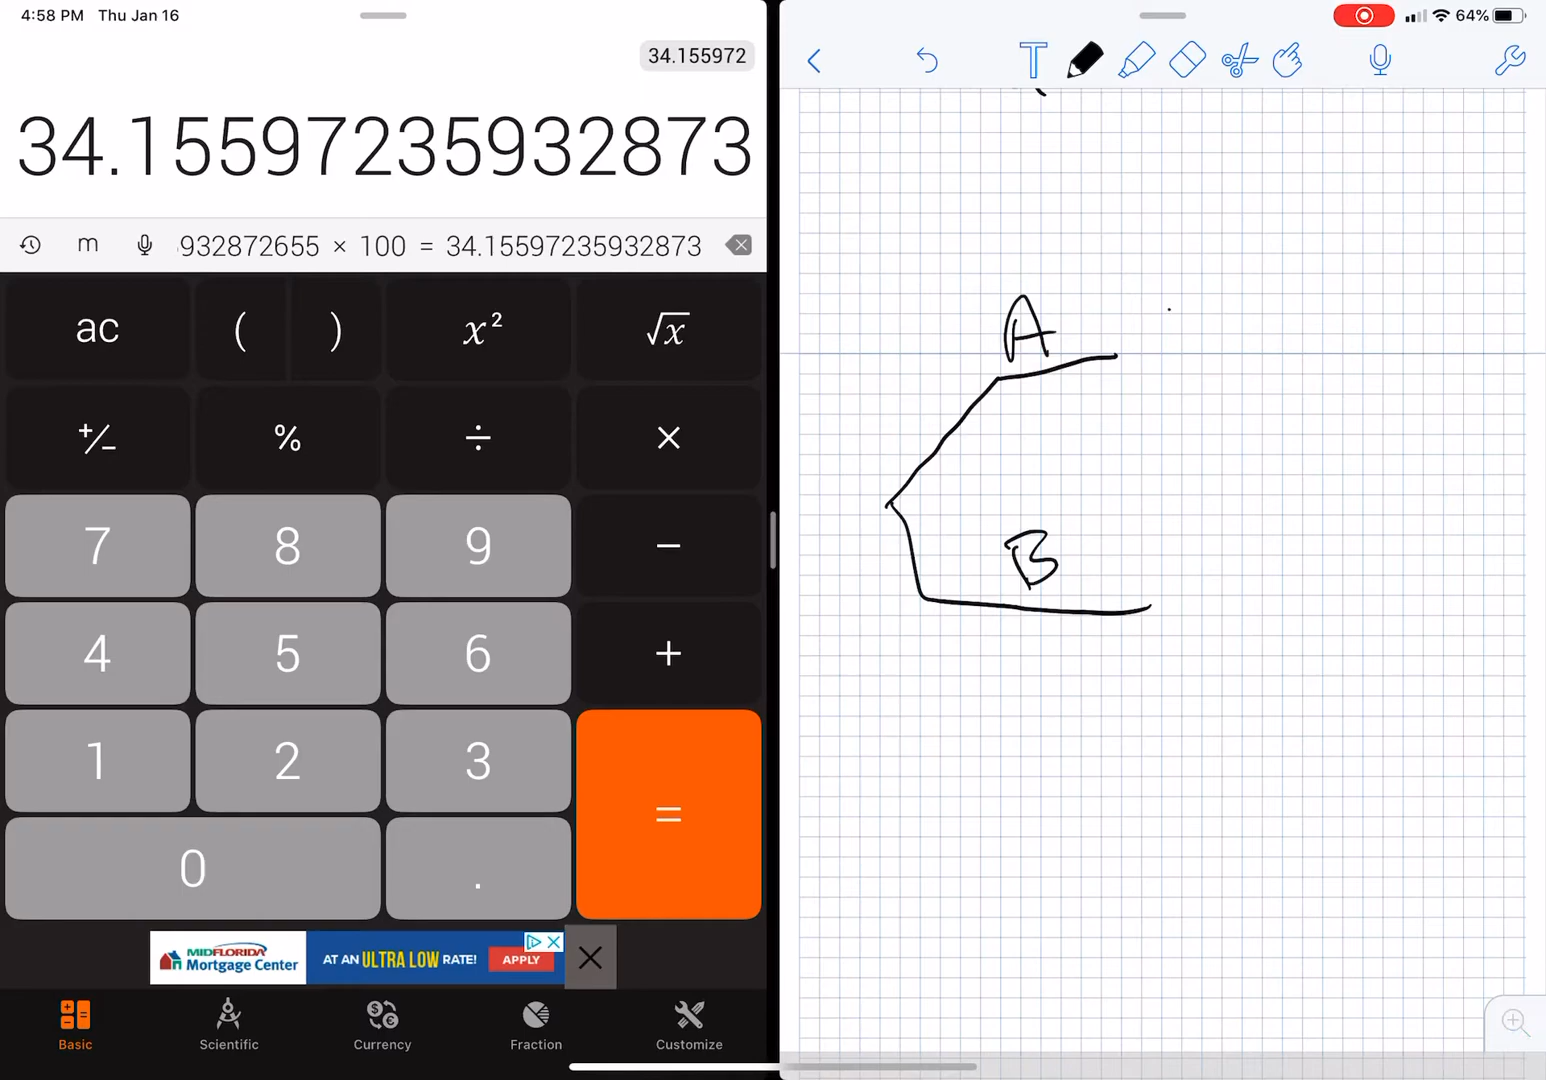 4:58 PM Thu Jan 16
64%
34.155972
34.15597235932873
m 932872655 × 100 = 34.15597235932873
ac ( ) x² √x
+/− % ÷ ×
7 8 9 −
4 5 6 +
1 2 3 =
0 .
MIDFLORIDA
Mortgage Center
AT AN ULTRA LOW RATE!
APPLY
Basic Scientific Currency Fraction Customize
T
A
B